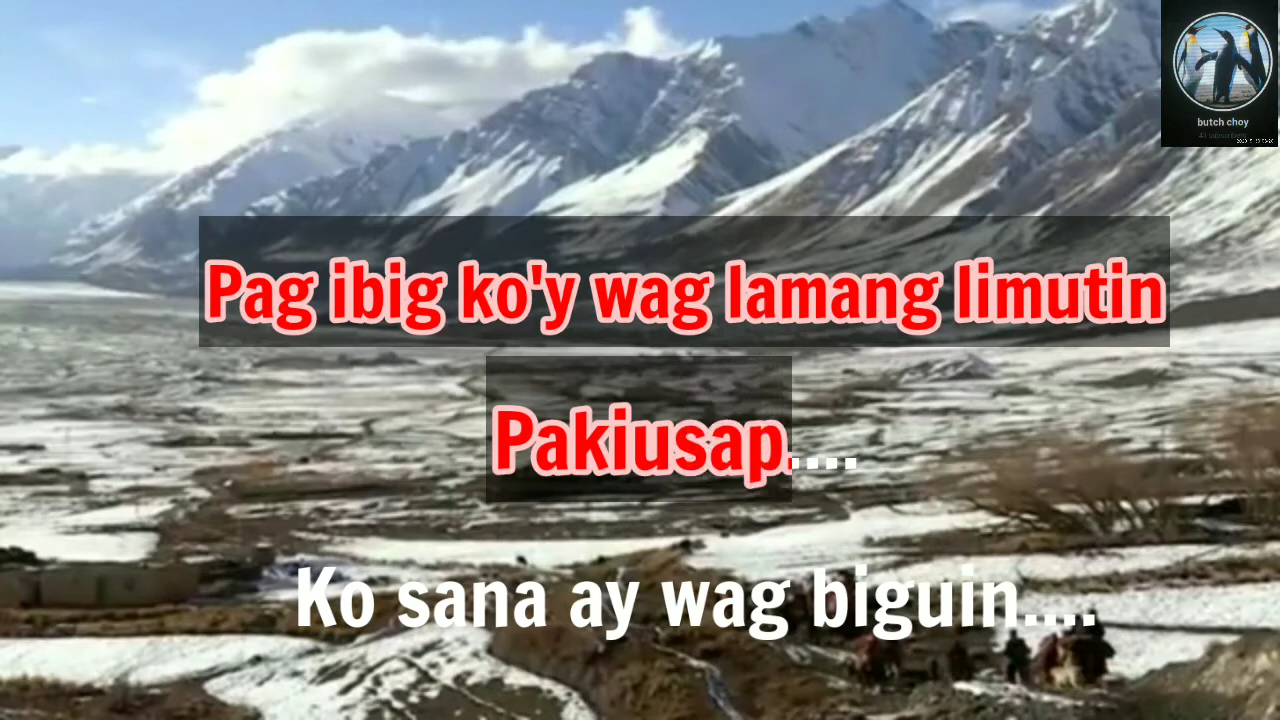 butch choy
Pag ibig ko'y wag lamang limutin
Pakiusap....
Ko sana ay wag biguin....